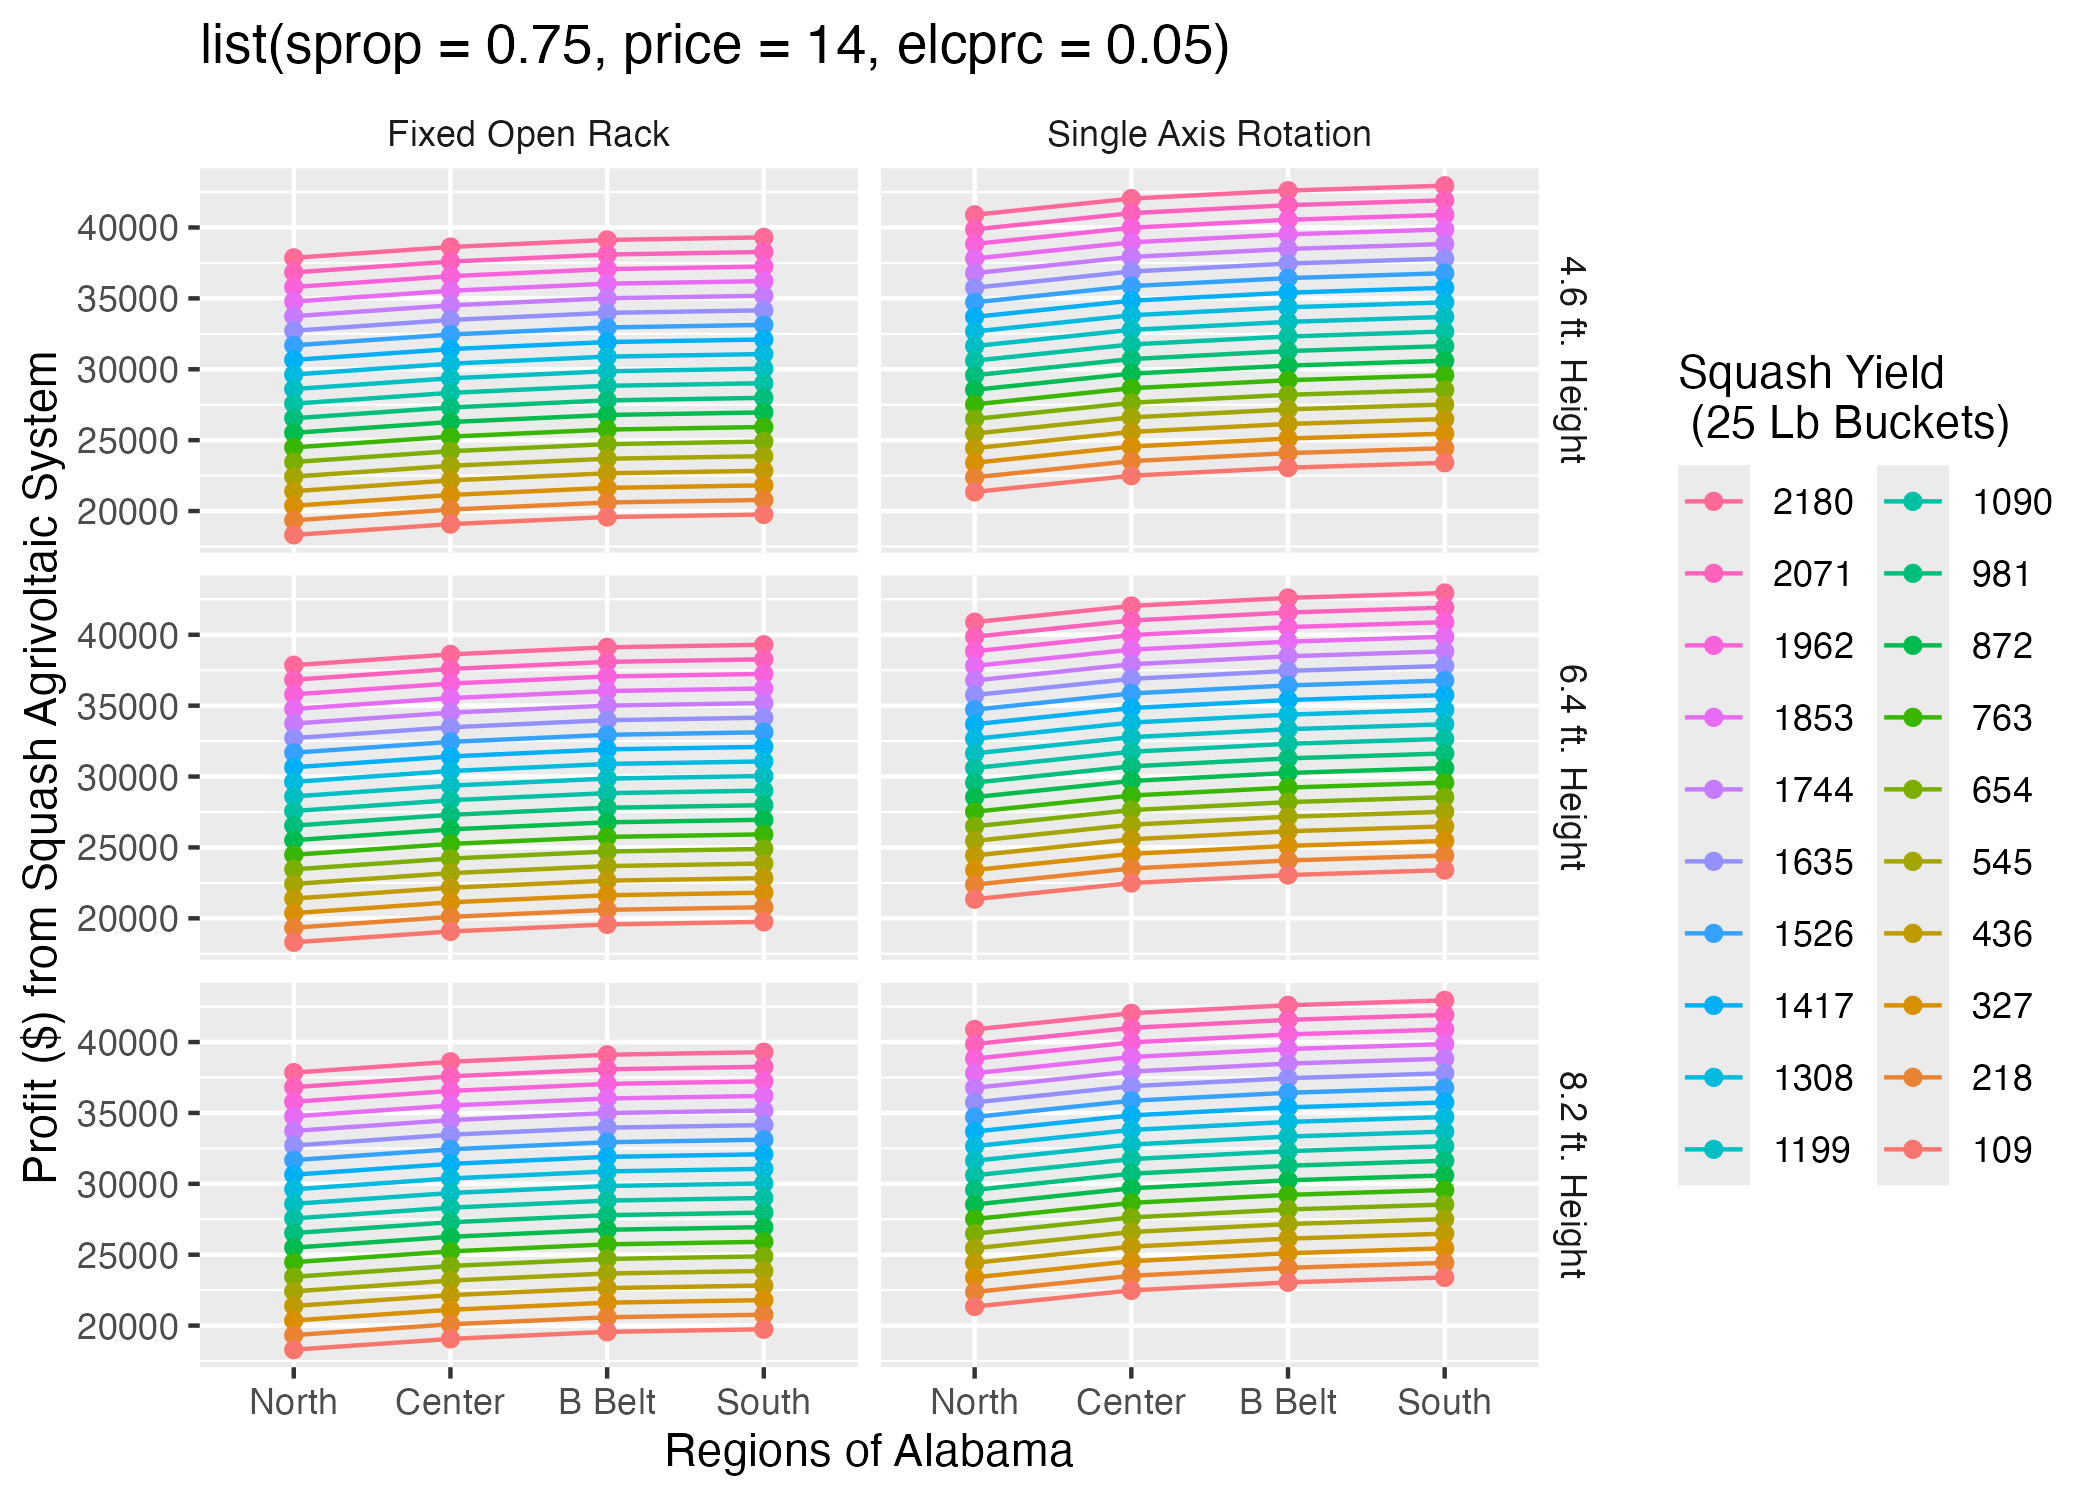 list(sprop = 0.75, price = 14, elcprc = 0.05)
Fixed Open Rack
Single Axis Rotation
Profit ($) from Squash Agrivoltaic System
40000
35000
30000
25000
20000
4.6 ft. Height
40000
35000
30000
25000
20000
6.4 ft. Height
40000
35000
30000
25000
20000
8.2 ft. Height
North Center B Belt South
North Center B Belt South
Regions of Alabama
Squash Yield
(25 Lb Buckets)
2180
2071
1962
1853
1744
1635
1526
1417
1308
1199
1090
981
872
763
654
545
436
327
218
109